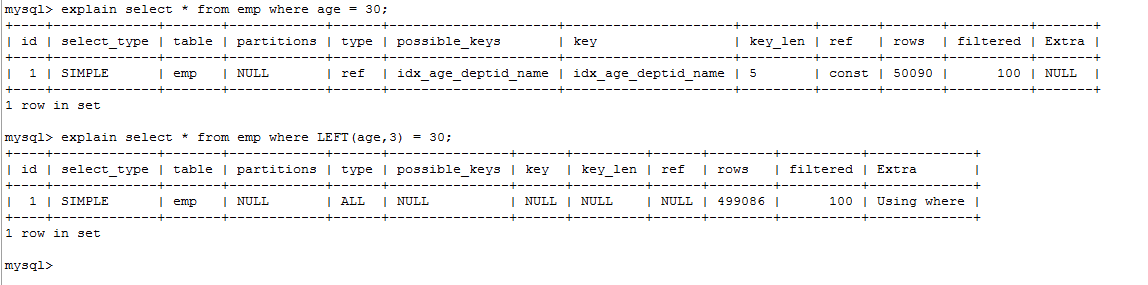 mysql> explain select * from emp where age = 30;
+----+-------------+-------+------------+------+----------------------+----------------------+---------+-------+-------+----------+-------+
| id | select_type | table | partitions | type | possible_keys | key | key_len | ref | rows | filtered | Extra |
+----+-------------+-------+------------+------+----------------------+----------------------+---------+-------+-------+----------+-------+
| 1 | SIMPLE | emp | NULL | ref | idx_age_deptid_name | idx_age_deptid_name | 5 | const | 50090 | 100 | NULL |
+----+-------------+-------+------------+------+----------------------+----------------------+---------+-------+-------+----------+-------+
1 row in set
mysql> explain select * from emp where LEFT(age,3) = 30;
+----+-------------+-------+------------+------+---------------+------+---------+------+--------+----------+-------------+
| id | select_type | table | partitions | type | possible_keys | key | key_len | ref | rows | filtered | Extra |
+----+-------------+-------+------------+------+---------------+------+---------+------+--------+----------+-------------+
| 1 | SIMPLE | emp | NULL | ALL | NULL | NULL | NULL | NULL | 499086 | 100 | Using where |
+----+-------------+-------+------------+------+---------------+------+---------+------+--------+----------+-------------+
1 row in set
mysql>